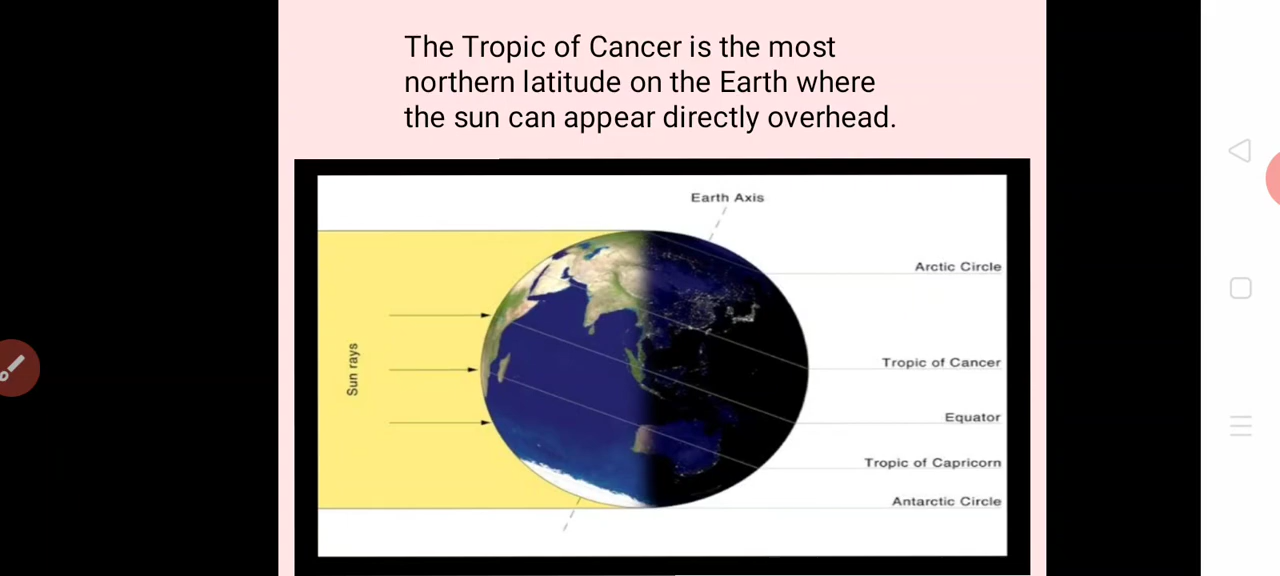 The Tropic of Cancer is the most
northern latitude on the Earth where
the sun can appear directly overhead.
Earth Axis
Arctic Circle
Sun rays
Tropic of Cancer
Equator
Tropic of Capricorn
Antarctic Circle